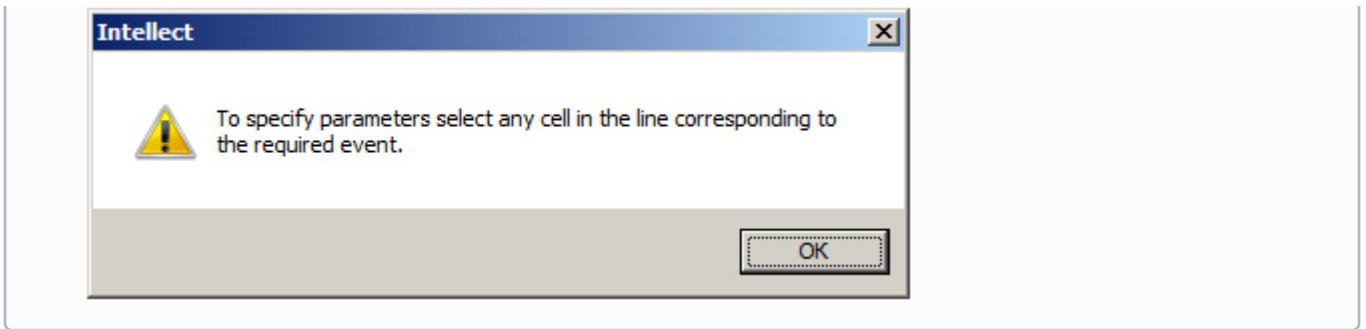 Intellect
To specify parameters select any cell in the line corresponding to
the required event.
OK